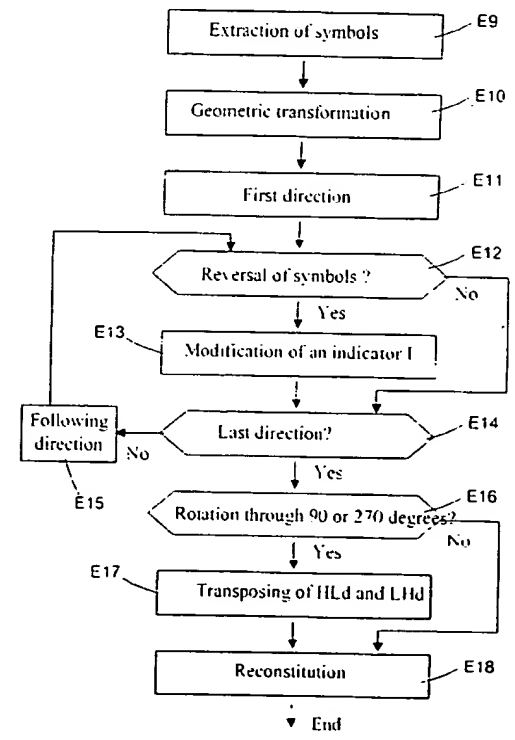 Extraction of symbols
E9
Geometric transformation
E10
First direction
E11
Reversal of symbols ?
E12
No
Yes
E13
Modification of an indicator I
Following
direction
No
Last direction?
E14
E15
Yes
Rotation through 90 or 270 degrees?
E16
No
Yes
E17
Transposing of HLd and LHd
Reconstitution
E18
End